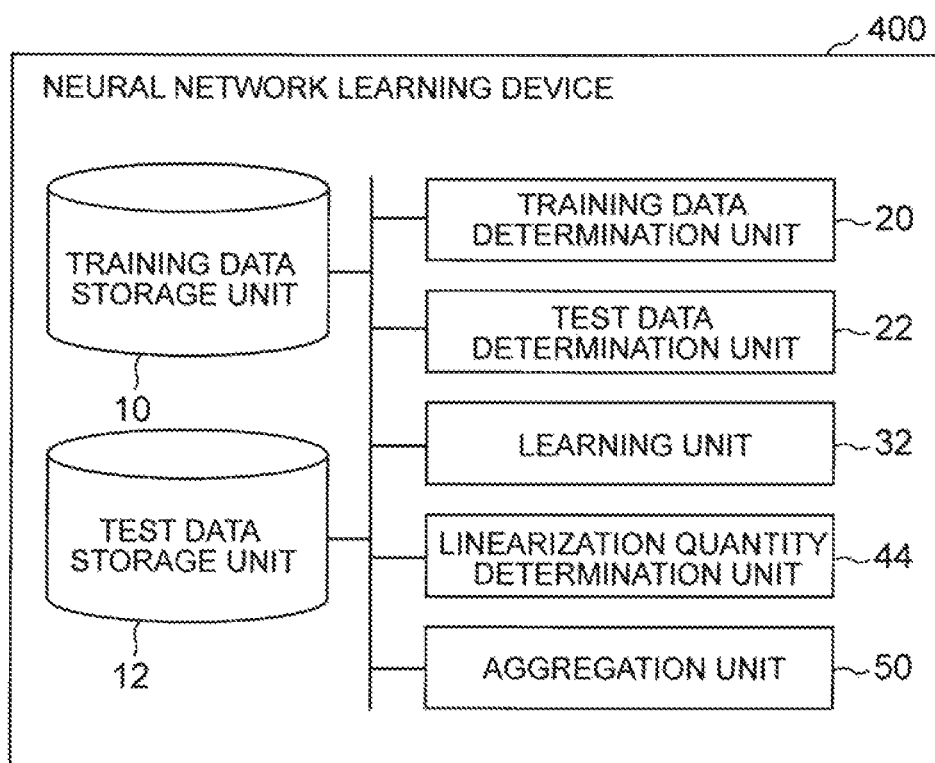 400
NEURAL NETWORK LEARNING DEVICE
TRAINING DATA
STORAGE UNIT
10
TEST DATA
STORAGE UNIT
12
TRAINING DATA
DETERMINATION UNIT
20
TEST DATA
DETERMINATION UNIT
22
LEARNING UNIT
32
LINEARIZATION QUANTITY
DETERMINATION UNIT
44
AGGREGATION UNIT
50